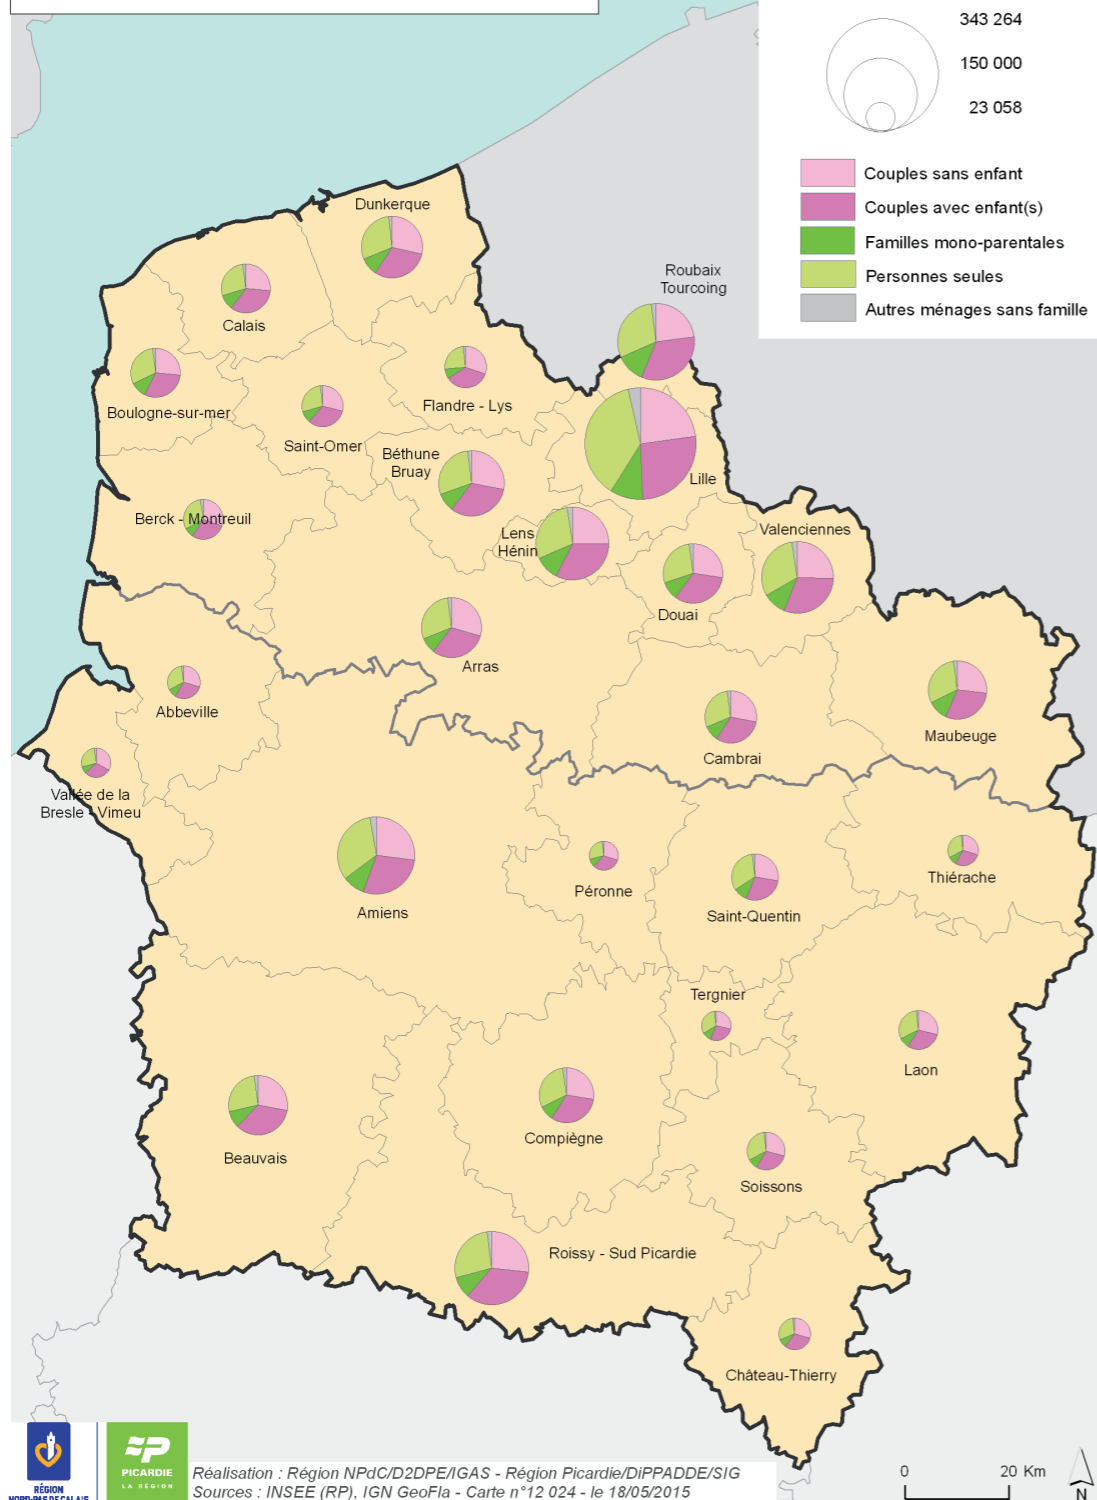 343 264
150 000
23 058
Couples sans enfant
Couples avec enfant(s)
Familles mono-parentales
Personnes seules
Autres ménages sans famille
Dunkerque
Roubaix
Tourcoing
Calais
Boulogne-sur-mer
Flandre - Lys
Saint-Omer
Béthune
Bruay
Lille
Berck - Montreuil
Lens
Hénin
Valenciennes
Douai
Arras
Abbeville
Maubeuge
Cambrai
Vallée de la
Bresle - Vimeu
Amiens
Péronne
Saint-Quentin
Thiérache
Tergnier
Laon
Beauvais
Compiègne
Soissons
Roissy - Sud Picardie
Château-Thierry
RÉGION
NORD-PAS DE CALAIS
PICARDIE
LA RÉGION
Réalisation : Région NPdC/D2DPE/IGAS - Région Picardie/DiPPADDE/SIG
Sources : INSEE (RP), IGN GeoFla - Carte n°12 024 - le 18/05/2015
0 20 Km
N